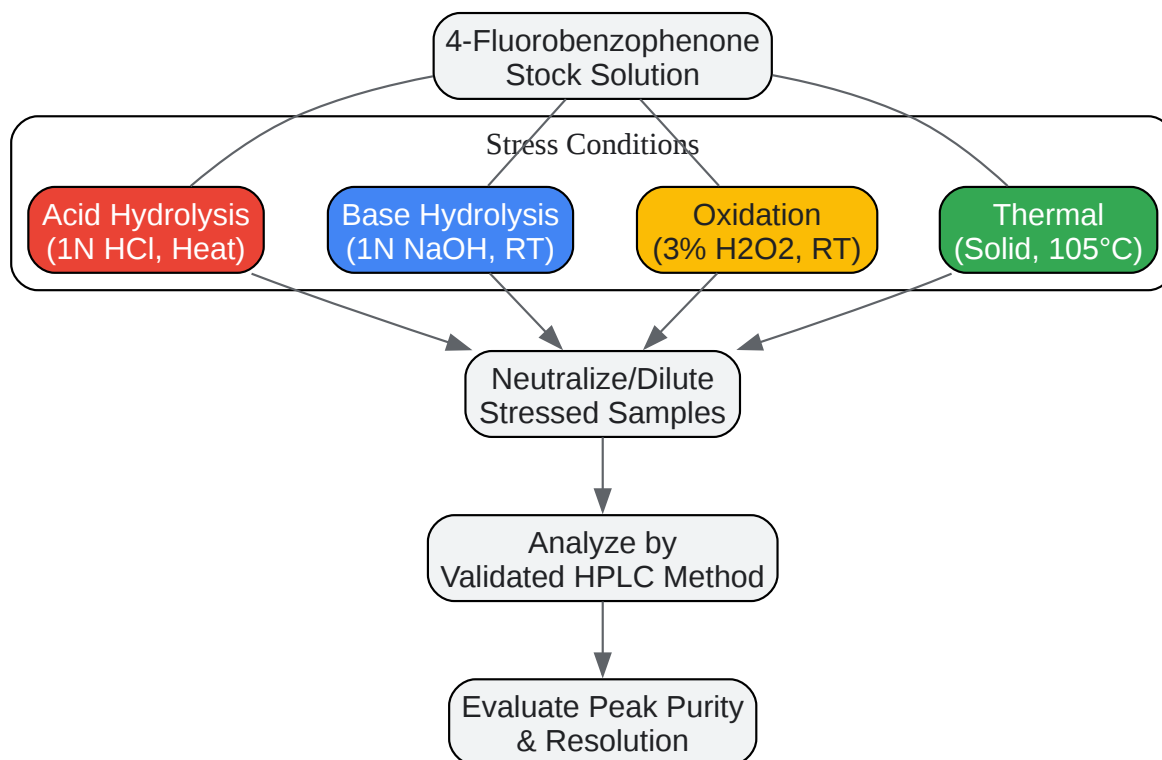 4-Fluorobenzophenone
Stock Solution
Stress Conditions
Acid Hydrolysis
(1N HCl, Heat)
Base Hydrolysis
(1N NaOH, RT)
Oxidation
(3% H2O2, RT)
Thermal
(Solid, 105°C)
Neutralize/Dilute
Stressed Samples
Analyze by
Validated HPLC Method
Evaluate Peak Purity
& Resolution